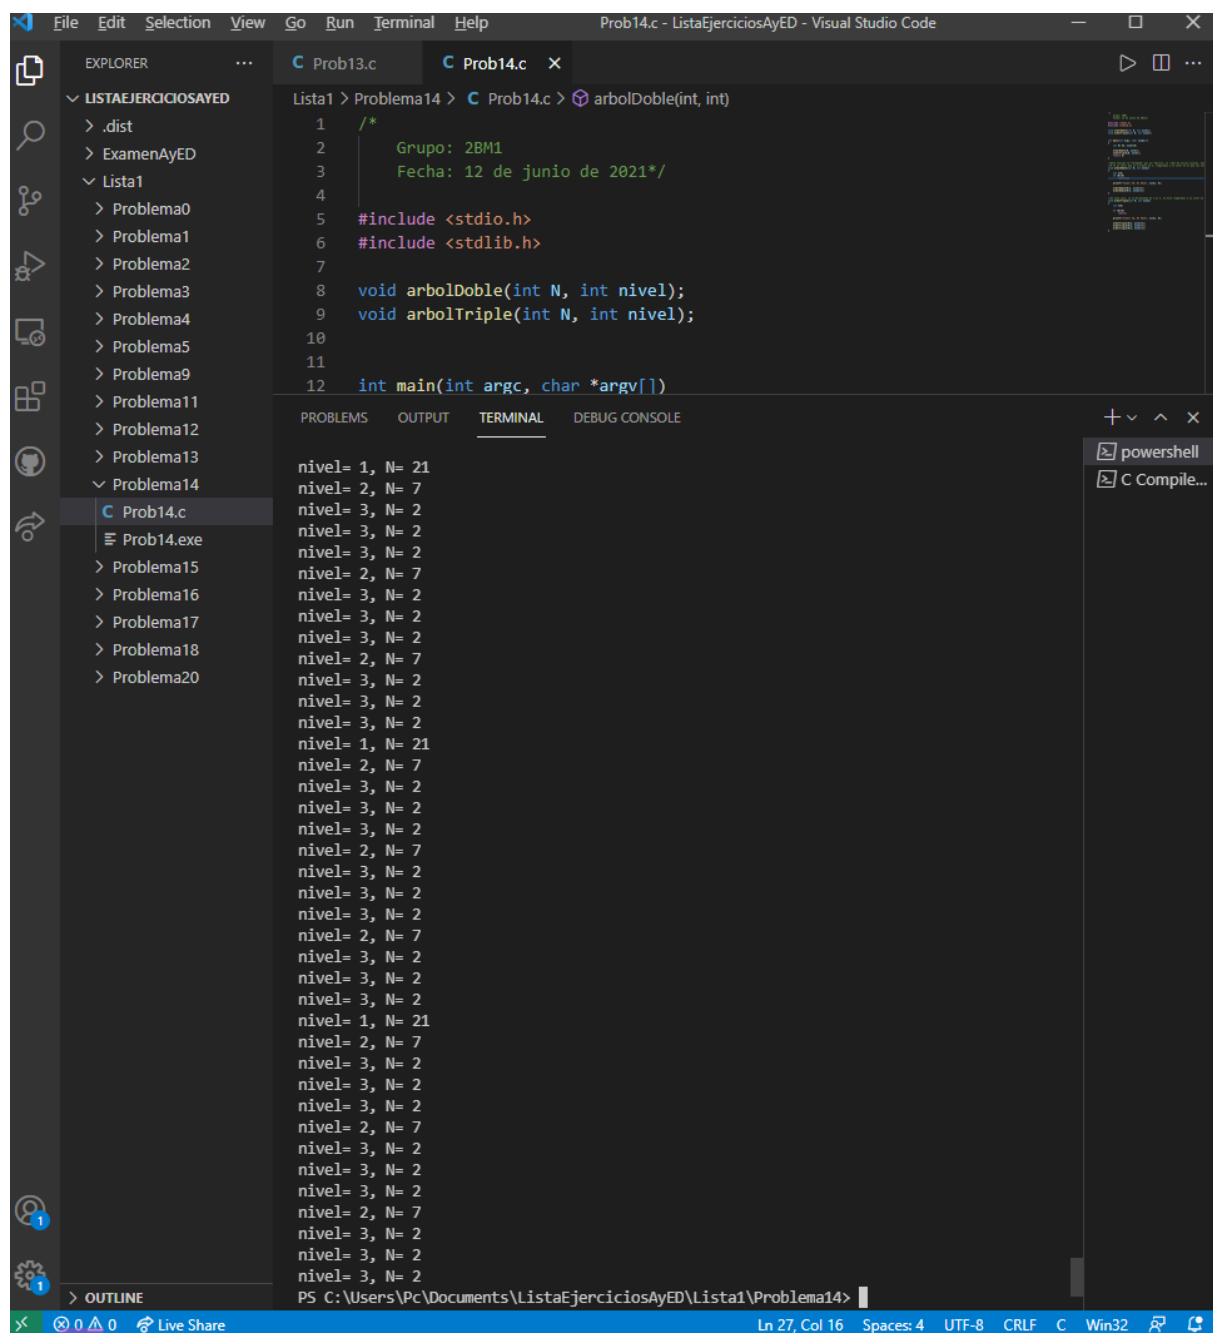 File Edit Selection View Go Run Terminal Help Prob14.c - ListaEjerciciosAyED - Visual Studio Code
EXPLORER
LISTAEJERCICIOSAYED
> .dist
> ExamenAyED
Lista1
> Problema0
> Problema1
> Problema2
> Problema3
> Problema4
> Problema5
> Problema9
> Problema11
> Problema12
> Problema13
Problema14
C Prob14.c
Prob14.exe
> Problema15
> Problema16
> Problema17
> Problema18
> Problema20
> OUTLINE
C Prob13.c C Prob14.c
Lista1 > Problema14 > C Prob14.c > arbolDoble(int, int)
1 /*
2 Grupo: 2BM1
3 Fecha: 12 de junio de 2021*/
4
5 #include <stdio.h>
6 #include <stdlib.h>
7
8 void arbolDoble(int N, int nivel);
9 void arbolTriple(int N, int nivel);
10
11
12 int main(int argc, char *argv[])
PROBLEMS OUTPUT TERMINAL DEBUG CONSOLE
powershell
C Compile...
nivel= 1, N= 21
nivel= 2, N= 7
nivel= 3, N= 2
nivel= 3, N= 2
nivel= 3, N= 2
nivel= 2, N= 7
nivel= 3, N= 2
nivel= 3, N= 2
nivel= 3, N= 2
nivel= 2, N= 7
nivel= 3, N= 2
nivel= 3, N= 2
nivel= 3, N= 2
nivel= 1, N= 21
nivel= 2, N= 7
nivel= 3, N= 2
nivel= 3, N= 2
nivel= 3, N= 2
nivel= 2, N= 7
nivel= 3, N= 2
nivel= 3, N= 2
nivel= 3, N= 2
nivel= 2, N= 7
nivel= 3, N= 2
nivel= 3, N= 2
nivel= 3, N= 2
nivel= 1, N= 21
nivel= 2, N= 7
nivel= 3, N= 2
nivel= 3, N= 2
nivel= 3, N= 2
nivel= 2, N= 7
nivel= 3, N= 2
nivel= 3, N= 2
nivel= 3, N= 2
nivel= 2, N= 7
nivel= 3, N= 2
nivel= 3, N= 2
nivel= 3, N= 2
PS C:\Users\Pc\Documents\ListaEjerciciosAyED\Lista1\Problema14>
1
1
0 0 Live Share Ln 27, Col 16 Spaces: 4 UTF-8 CRLF C Win32